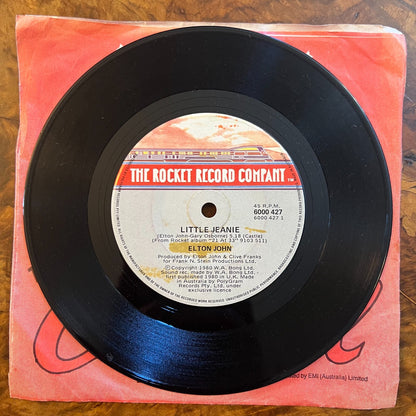 THE ROCKET RECORD COMPANY TM
45 R.P.M.
6000 427
6000 427 1
LITTLE JEANIE
(Elton John-Gary Osborne) 5.18 (Castle)
(From Rocket album "21 At 33" 9103 511)
ELTON JOHN
Produced by Elton John & Clive Franks
for Frank N. Stein Productions Ltd.
Ⓟ Copyright 1980 W.A. Bong Ltd.
Sound rec. made by W.A. Bong Ltd.,
first published 1980 in U.K. Made
in Australia by PolyGram
Records Pty. Ltd. under
exclusive licence
by EMI (Australia) Limited